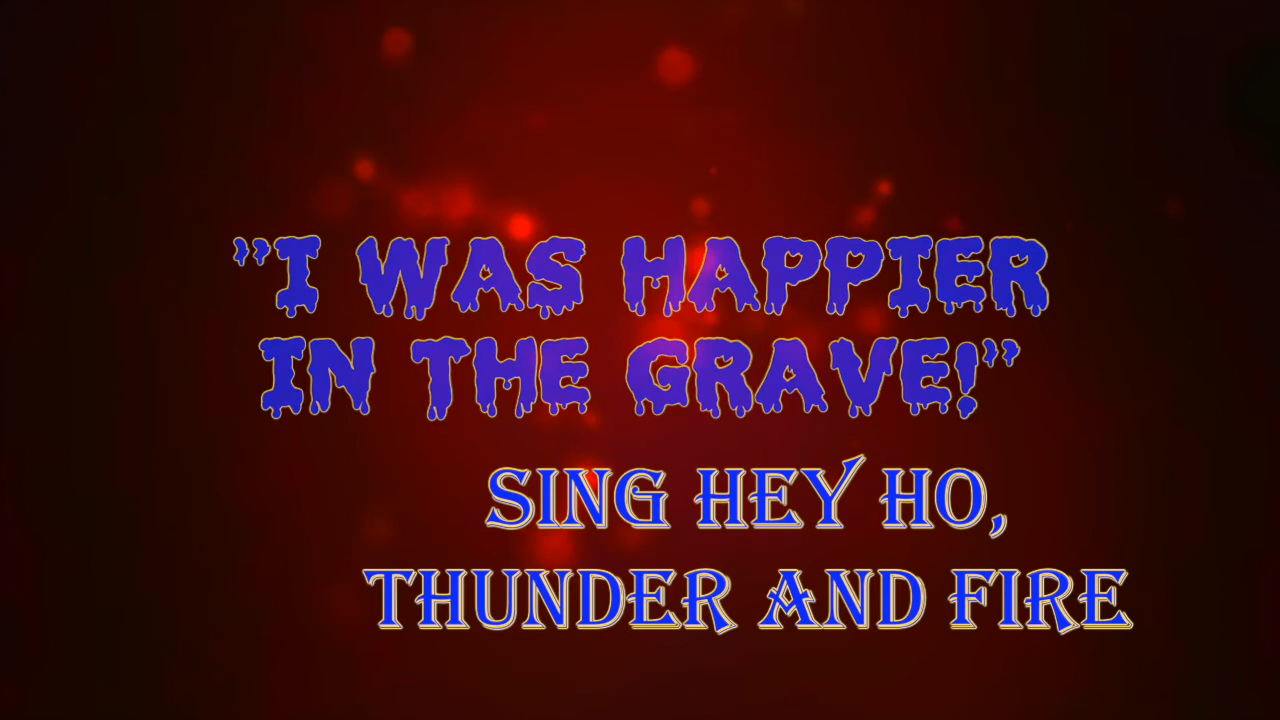 "I WAS HAPPIER
IN THE GRAVE!"
SING HEY HO,
THUNDER AND FIRE